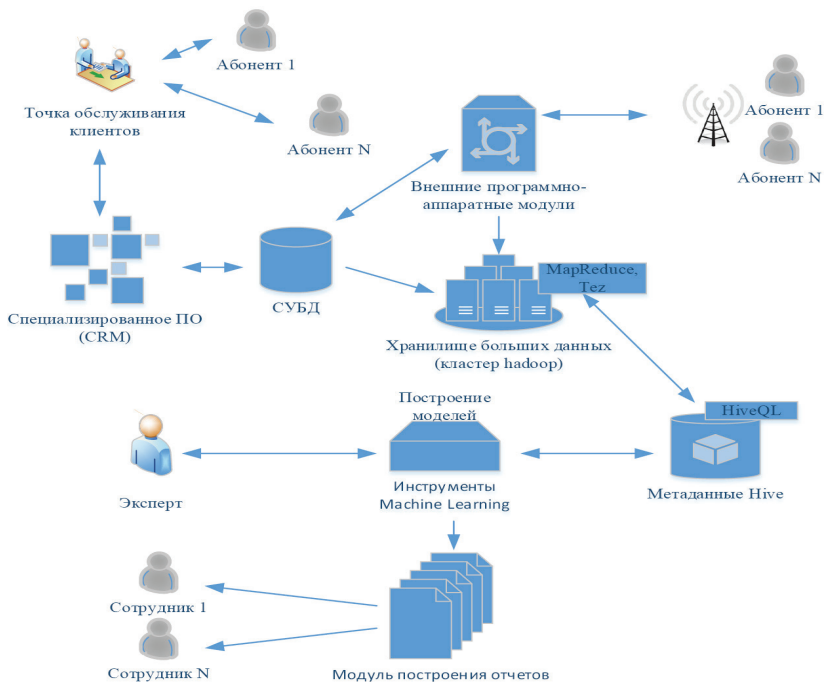 Абонент 1
Точка обслуживания
клиентов
Абонент N
Абонент 1
Абонент N
Внешние программно-
аппаратные модули
MapReduce,
Tez
СУБД
Специализированное ПО
(CRM)
Хранилище больших данных
(кластер hadoop)
Построение
моделей
HiveQL
Эксперт
Инструменты
Machine Learning
Метаданные Hive
Сотрудник 1
Сотрудник N
Модуль построения отчетов